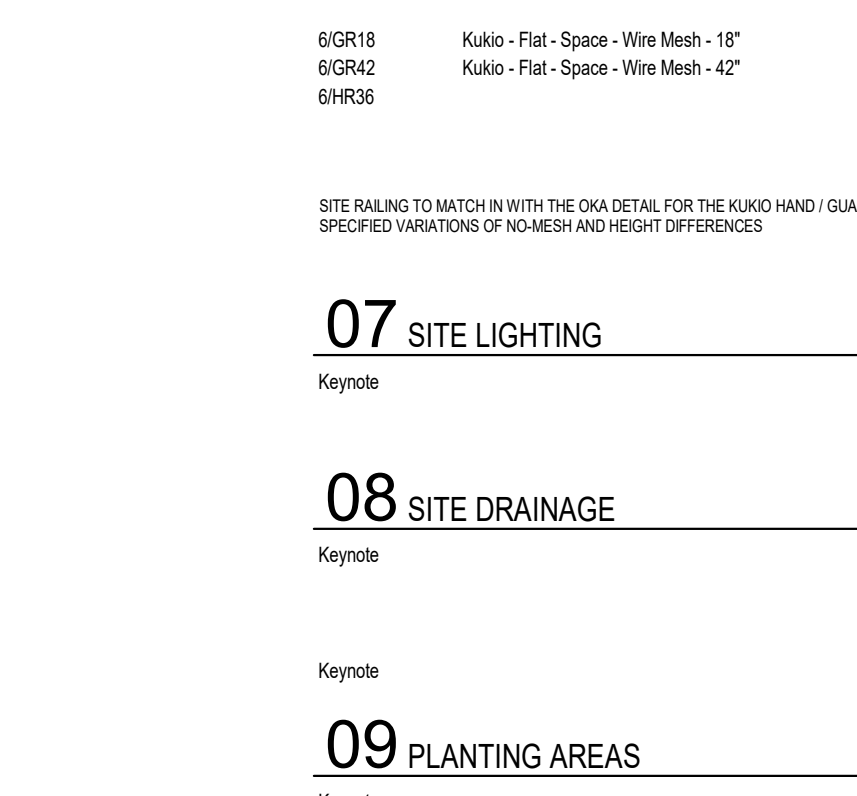 6/GR18 Kukio - Flat - Space - Wire Mesh - 18"
6/GR42 Kukio - Flat - Space - Wire Mesh - 42"
6/HR36
SITE RAILING TO MATCH IN WITH THE OKA DETAIL FOR THE KUKIO HAND / GUA
SPECIFIED VARIATIONS OF NO-MESH AND HEIGHT DIFFERENCES
07 SITE LIGHTING
Keynote
08 SITE DRAINAGE
Keynote
Keynote
09 PLANTING AREAS